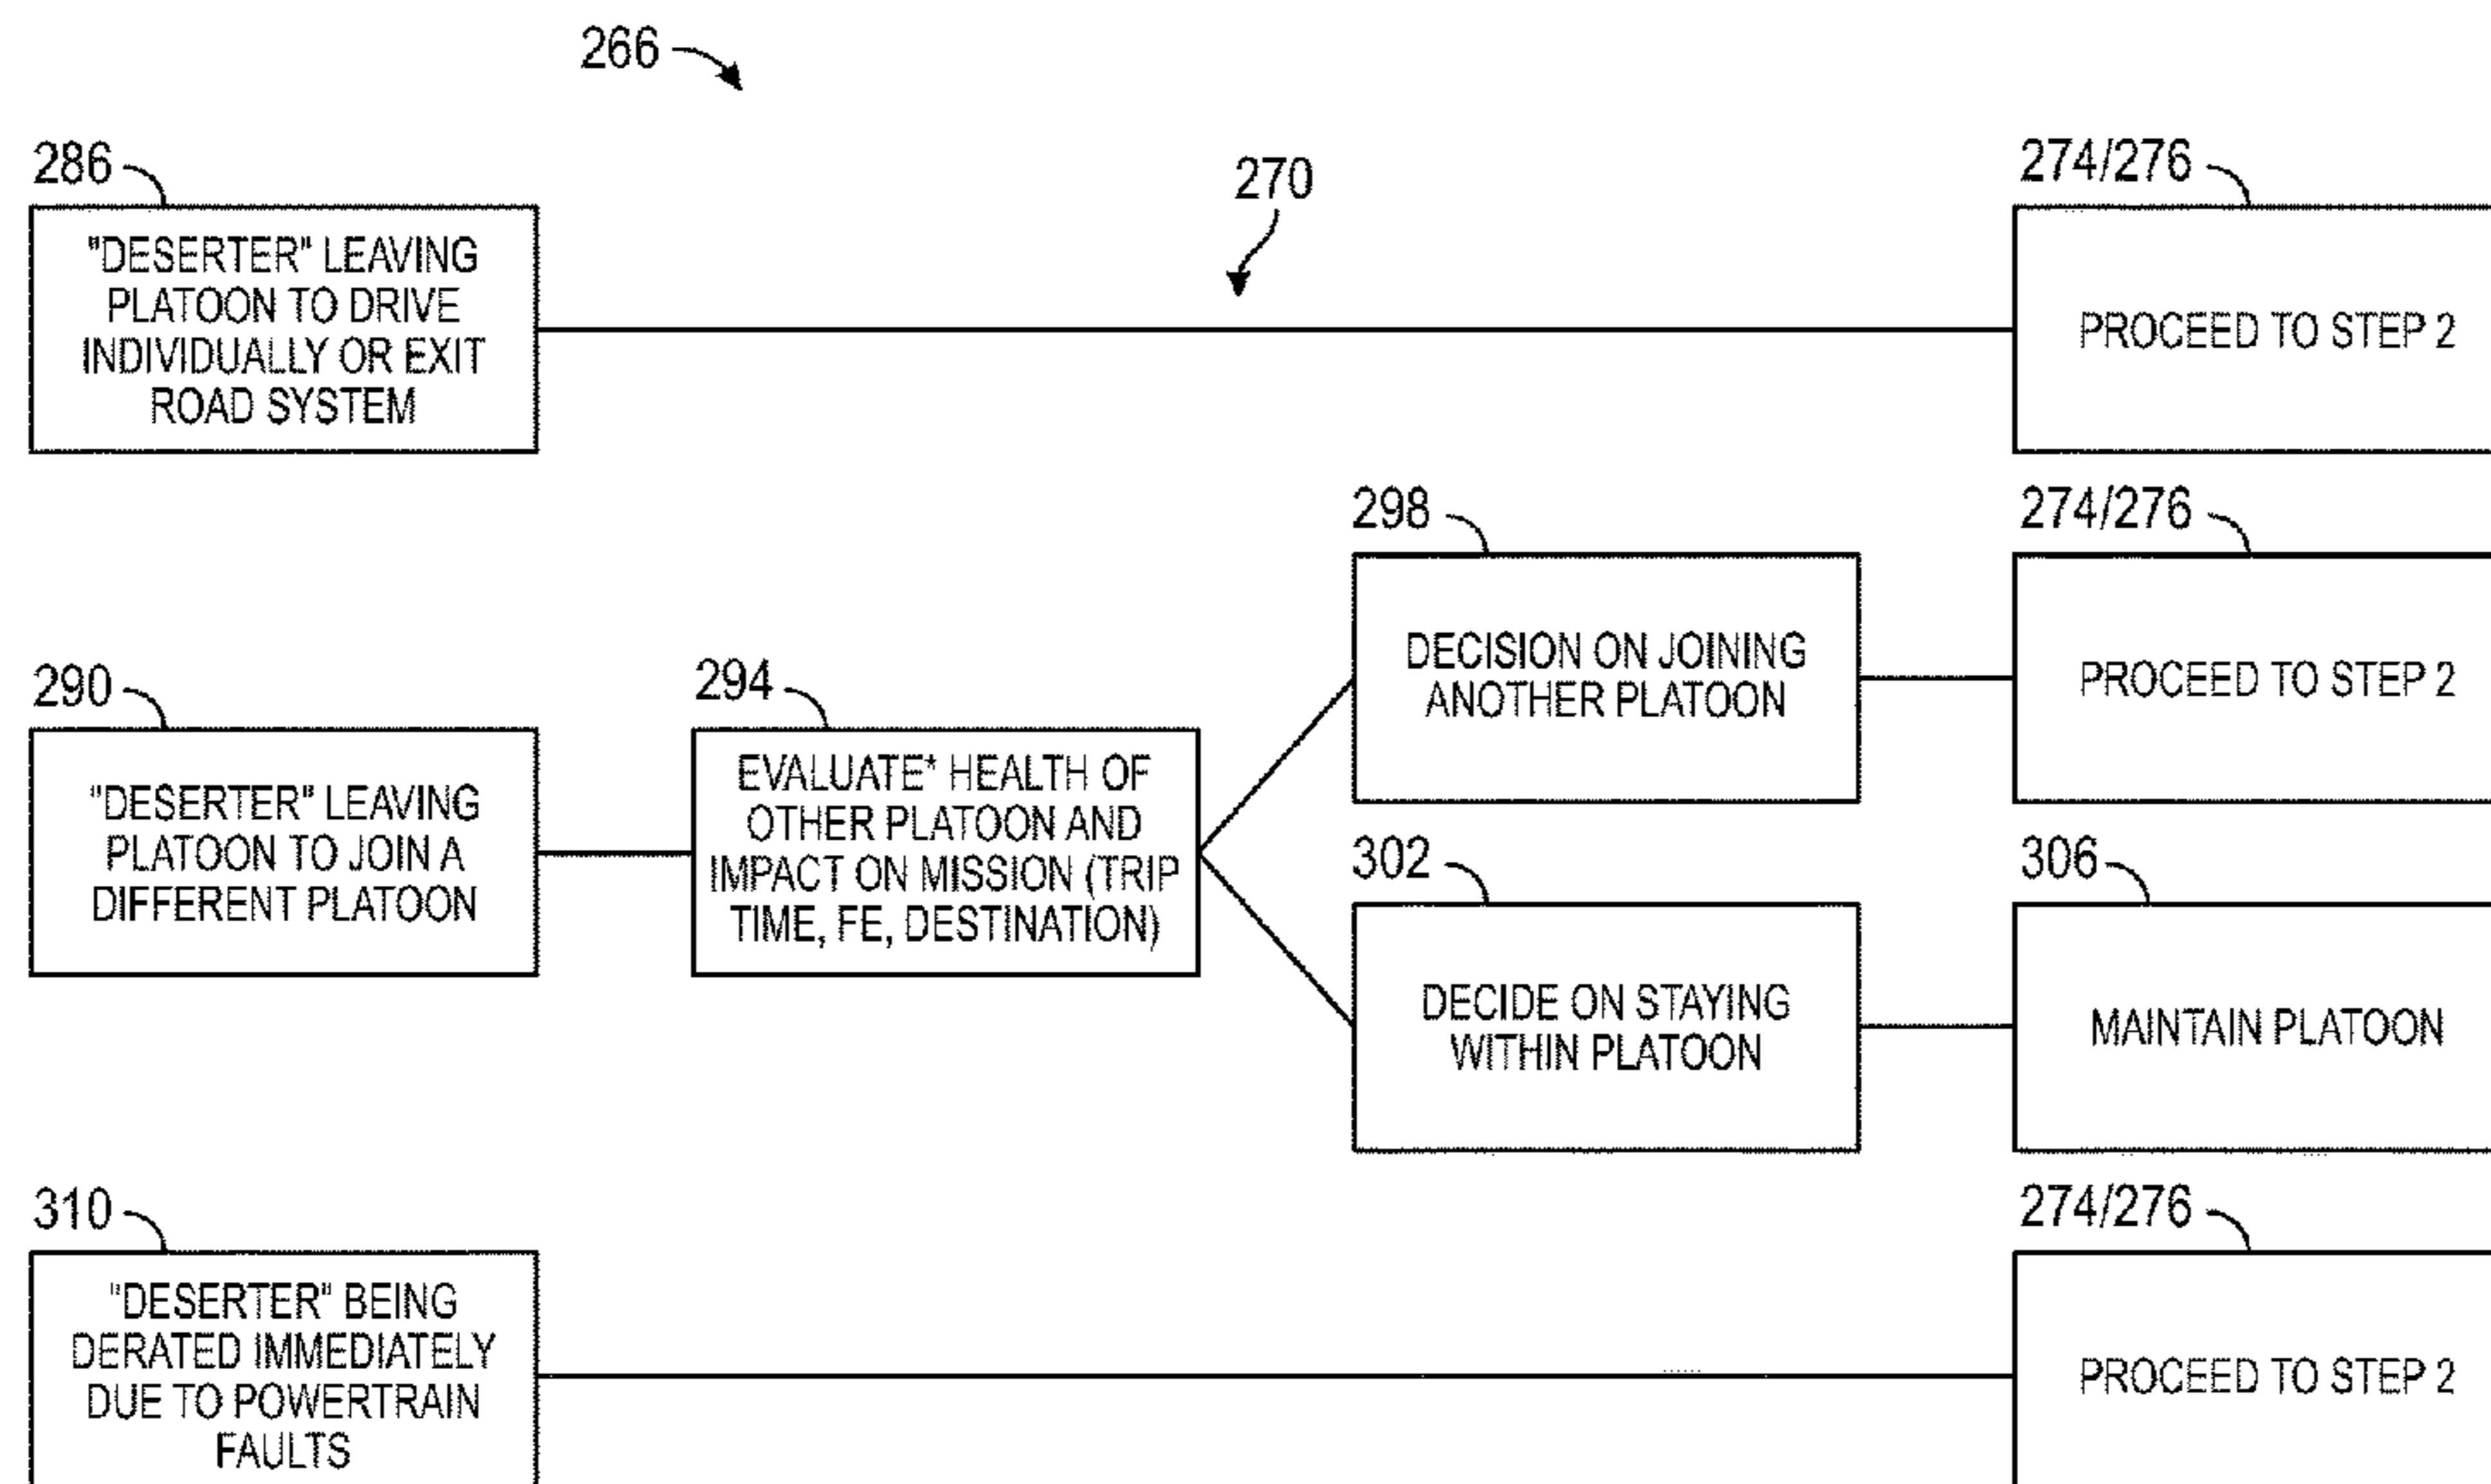 266
286
"DESERTER" LEAVING
PLATOON TO DRIVE
INDIVIDUALLY OR EXIT
ROAD SYSTEM
270
274/276
PROCEED TO STEP 2
290
"DESERTER" LEAVING
PLATOON TO JOIN A
DIFFERENT PLATOON
294
EVALUATE* HEALTH OF
OTHER PLATOON AND
IMPACT ON MISSION (TRIP
TIME, FE, DESTINATION)
298
DECISION ON JOINING
ANOTHER PLATOON
274/276
PROCEED TO STEP 2
302
DECIDE ON STAYING
WITHIN PLATOON
306
MAINTAIN PLATOON
310
"DESERTER" BEING
DERATED IMMEDIATELY
DUE TO POWERTRAIN
FAULTS
274/276
PROCEED TO STEP 2